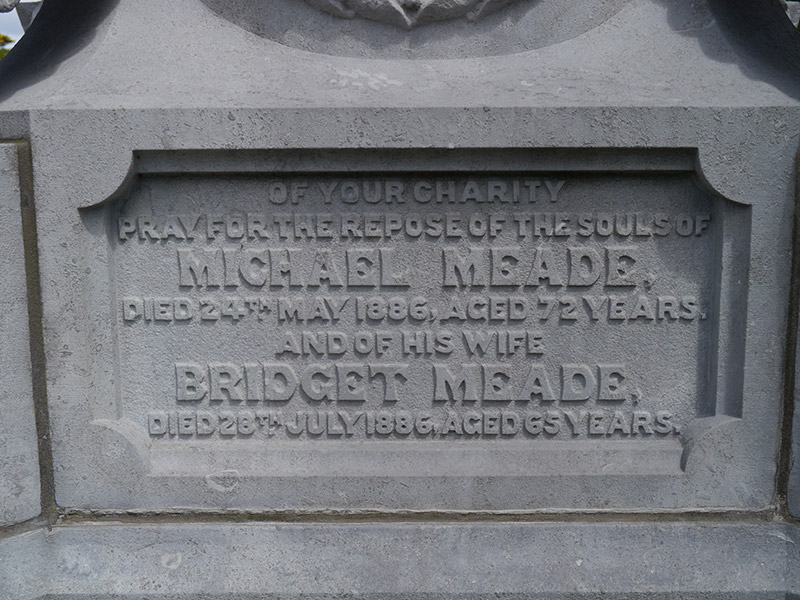 OF YOUR CHARITY
PRAY FOR THE REPOSE OF THE SOULS OF
MICHAEL MEADE,
DIED 24TH MAY 1886, AGED 72 YEARS.
AND OF HIS WIFE
BRIDGET MEADE,
DIED 28TH JULY 1886, AGED 65 YEARS.